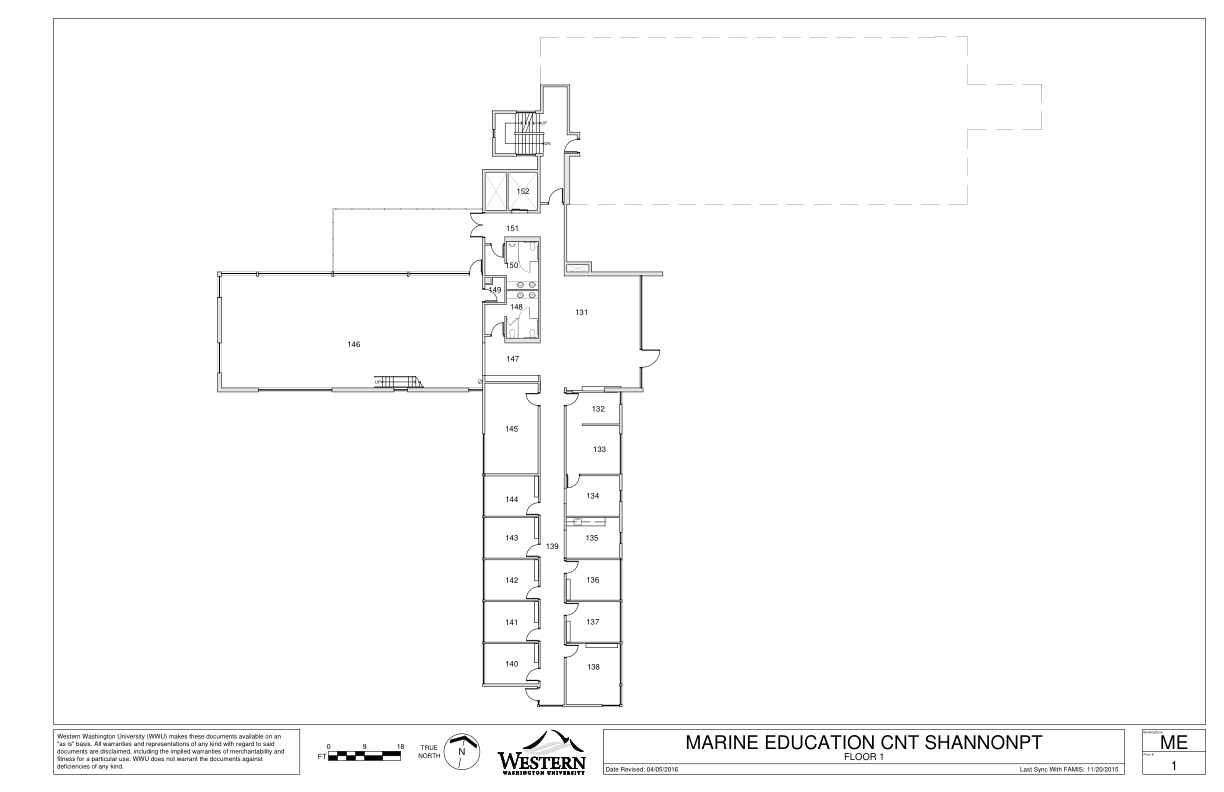 UP
DN
152
151
150
149
148
131
146
147
UP
132
145
133
134
144
135
143
139
136
142
137
141
138
140
Western Washington University (WWU) makes these documents available on an
"as is" basis. All warranties and representations of any kind with regard to said
documents are disclaimed, including the implied warranties of merchantability and
fitness for a particular use. WWU does not warrant the documents against
deficiencies of any kind.
0 9 18
FT
TRUE
NORTH
N
WESTERN
WASHINGTON UNIVERSITY
MARINE EDUCATION CNT SHANNONPT
FLOOR 1
Date Revised: 04/05/2016
Last Sync With FAMIS: 11/20/2015
ME
Floor #
1